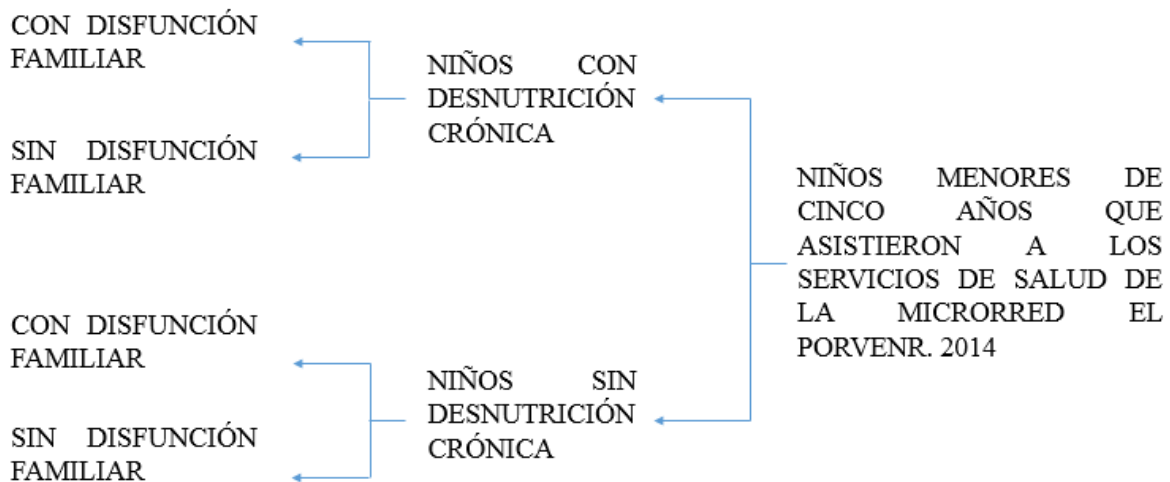 CON DISFUNCIÓN
FAMILIAR
SIN DISFUNCIÓN
FAMILIAR
NIÑOS CON
DESNUTRICIÓN
CRÓNICA
CON DISFUNCIÓN
FAMILIAR
SIN DISFUNCIÓN
FAMILIAR
NIÑOS SIN
DESNUTRICIÓN
CRÓNICA
NIÑOS MENORES DE
CINCO AÑOS QUE
ASISTIERON A LOS
SERVICIOS DE SALUD DE
LA MICRORRED EL
PORVENR. 2014